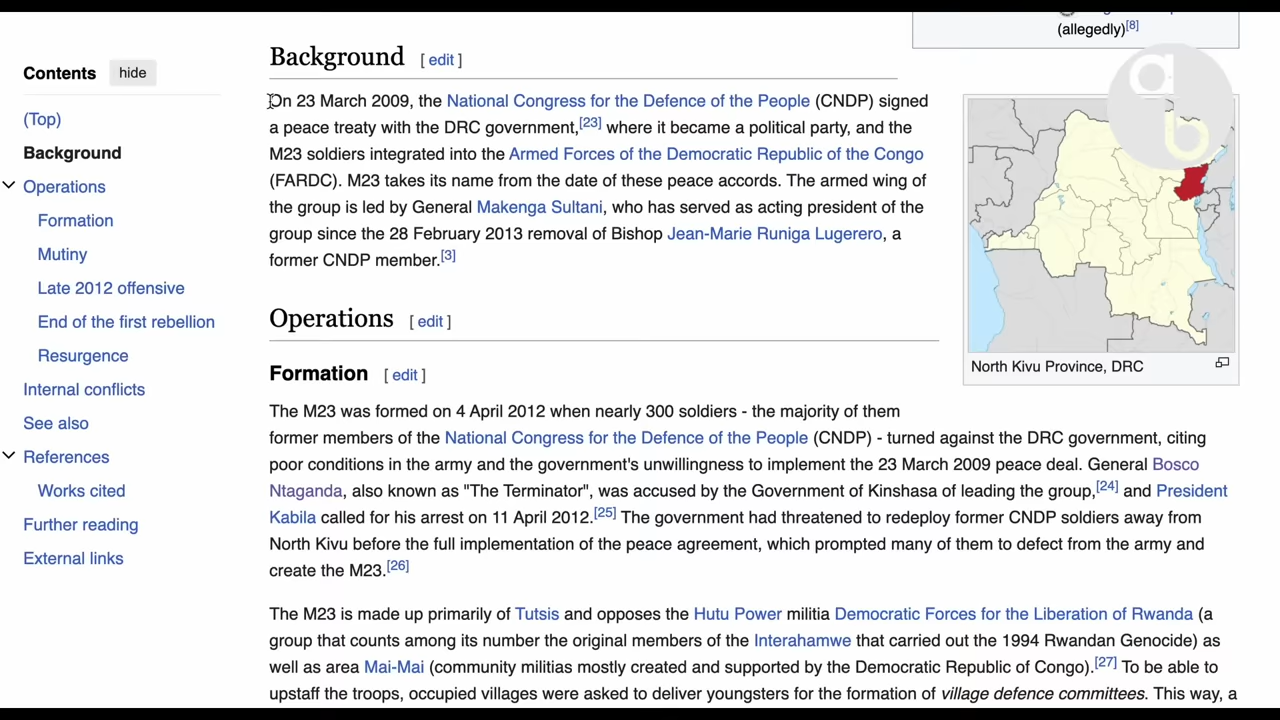 (allegedly)[8]
Contents hide
(Top)
Background
Operations
Formation
Mutiny
Late 2012 offensive
End of the first rebellion
Resurgence
Internal conflicts
See also
References
Works cited
Further reading
External links
Background [ edit ]
On 23 March 2009, the National Congress for the Defence of the People (CNDP) signed
a peace treaty with the DRC government,[23] where it became a political party, and the
M23 soldiers integrated into the Armed Forces of the Democratic Republic of the Congo
(FARDC). M23 takes its name from the date of these peace accords. The armed wing of
the group is led by General Makenga Sultani, who has served as acting president of the
group since the 28 February 2013 removal of Bishop Jean-Marie Runiga Lugerero, a
former CNDP member.[3]
North Kivu Province, DRC
Operations [ edit ]
Formation [ edit ]
The M23 was formed on 4 April 2012 when nearly 300 soldiers - the majority of them
former members of the National Congress for the Defence of the People (CNDP) - turned against the DRC government, citing
poor conditions in the army and the government's unwillingness to implement the 23 March 2009 peace deal. General Bosco
Ntaganda, also known as "The Terminator", was accused by the Government of Kinshasa of leading the group,[24] and President
Kabila called for his arrest on 11 April 2012.[25] The government had threatened to redeploy former CNDP soldiers away from
North Kivu before the full implementation of the peace agreement, which prompted many of them to defect from the army and
create the M23.[26]
The M23 is made up primarily of Tutsis and opposes the Hutu Power militia Democratic Forces for the Liberation of Rwanda (a
group that counts among its number the original members of the Interahamwe that carried out the 1994 Rwandan Genocide) as
well as area Mai-Mai (community militias mostly created and supported by the Democratic Republic of Congo).[27] To be able to
upstaff the troops, occupied villages were asked to deliver youngsters for the formation of village defence committees. This way, a
a
b